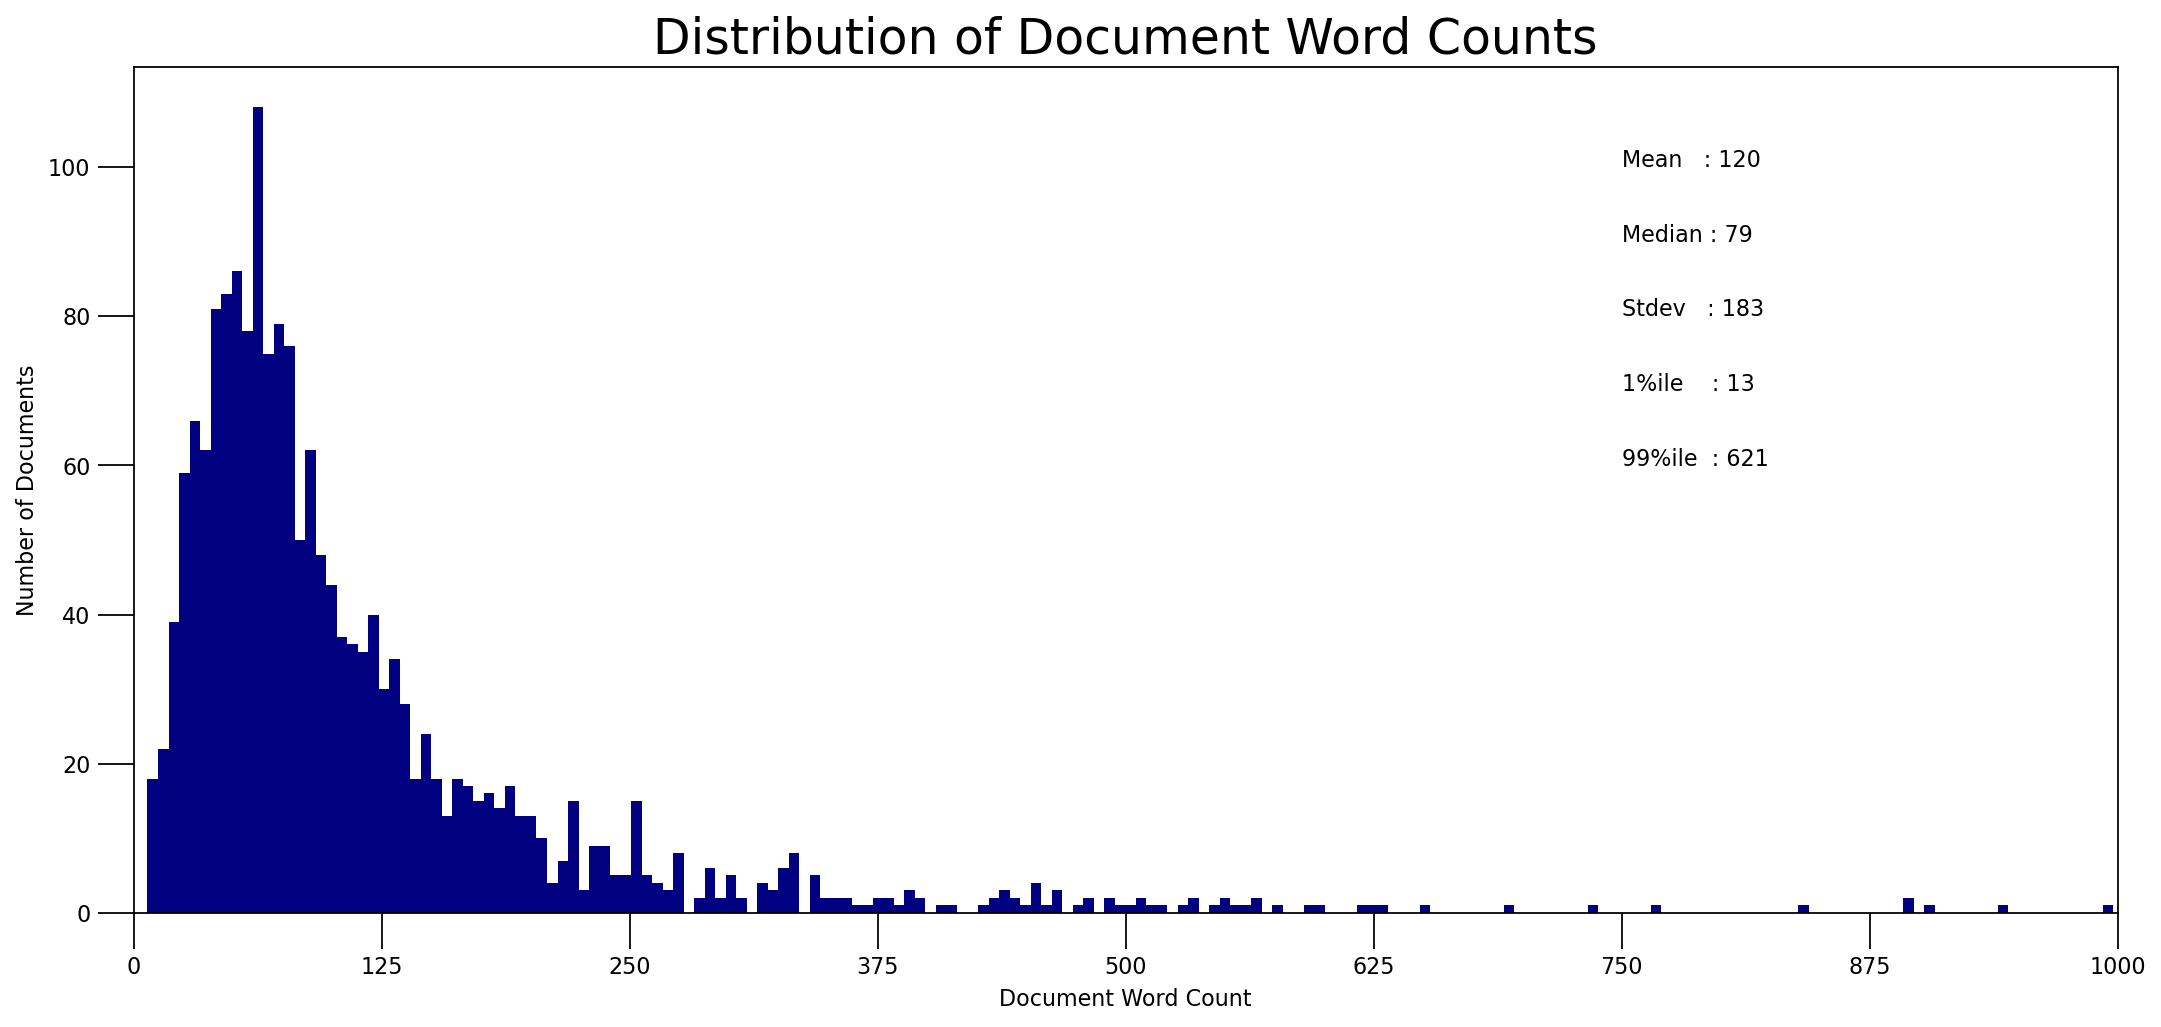 Distribution of Document Word Counts
Mean : 120
Median : 79
Stdev : 183
1%ile : 13
99%ile : 621
Number of Documents
100
80
60
40
20
0
0 125 250 375 500 625 750 875 1000
Document Word Count